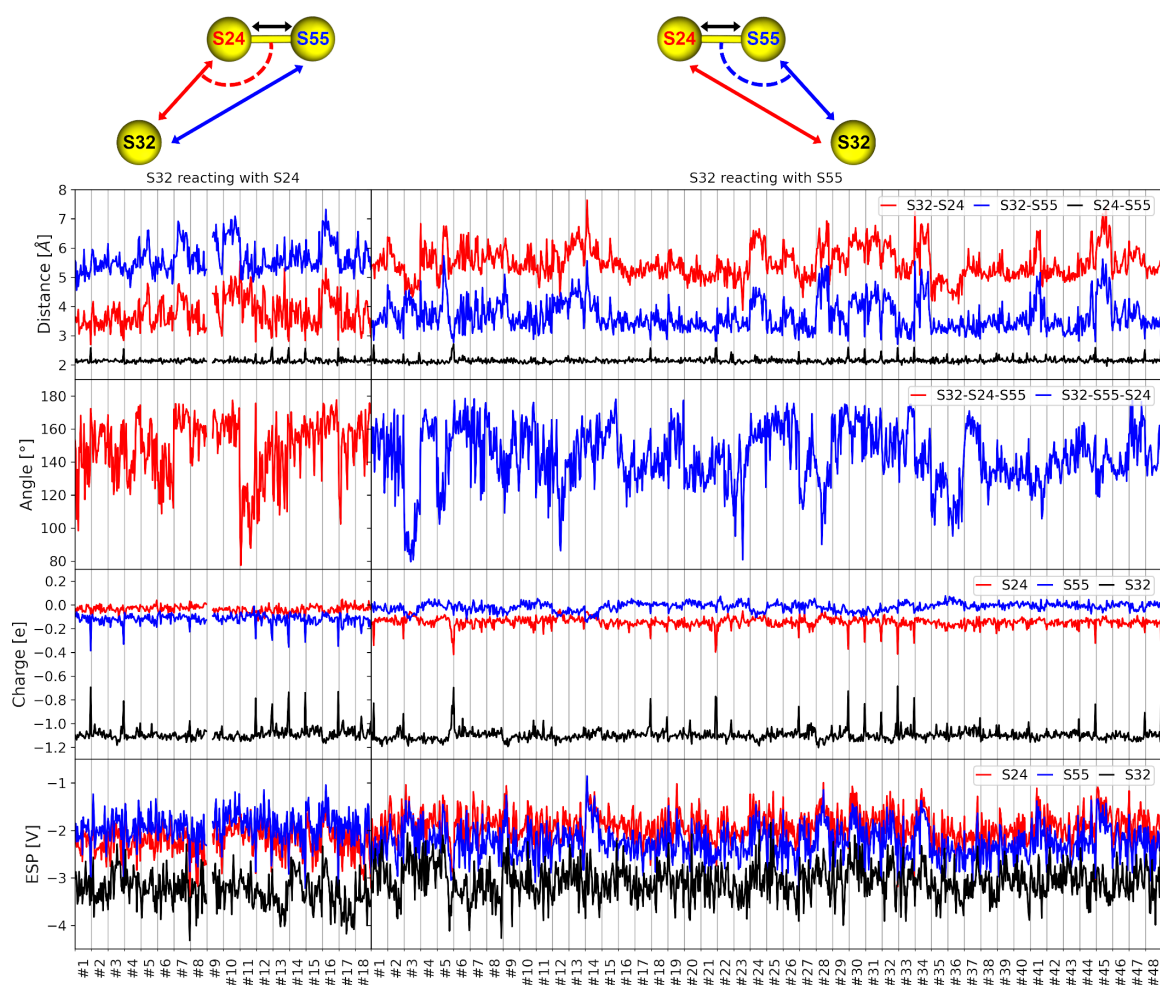 S24 S55
S32
S24 S55
S32
S32 reacting with S24
S32 reacting with S55
Distance [Å]
8
7
6
5
4
3
2
S32-S24 S32-S55 S24-S55
Angle [°]
180
160
140
120
100
80
S32-S24-S55 S32-S55-S24
Charge [e]
0.2
0.0
−0.2
−0.4
−0.6
−0.8
−1.0
−1.2
S24 S55 S32
ESP [V]
−1
−2
−3
−4
S24 S55 S32
#1 #2 #3 #4 #5 #6 #7 #8 #9 #10 #11 #12 #13 #14 #15 #16 #17 #18
#1 #2 #3 #4 #5 #6 #7 #8 #9 #10 #11 #12 #13 #14 #15 #16 #17 #18 #19 #20 #21 #22 #23 #24 #25 #26 #27 #28 #29 #30 #31 #32 #33 #34 #35 #36 #37 #38 #39 #40 #41 #42 #43 #44 #45 #46 #47 #48